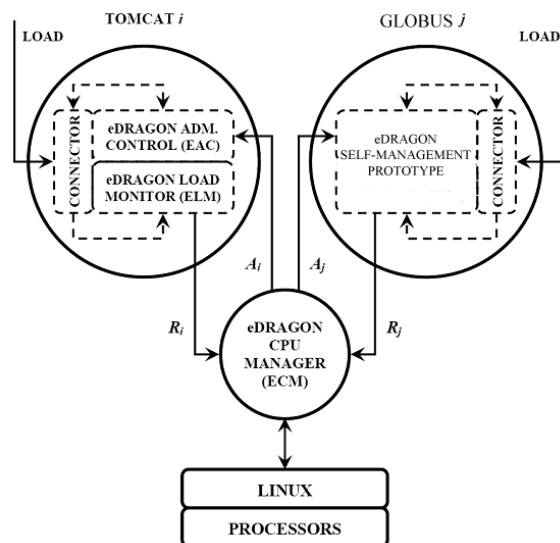 TOMCAT i
GLOBUS j
LOAD
LOAD
CONNECTOR
eDRAGON ADM.
CONTROL (EAC)
eDRAGON LOAD
MONITOR (ELM)
eDRAGON
SELF-MANAGEMENT
PROTOTYPE
CONNECTOR
Ai
Aj
Ri
Rj
eDRAGON
CPU
MANAGER
(ECM)
LINUX
PROCESSORS